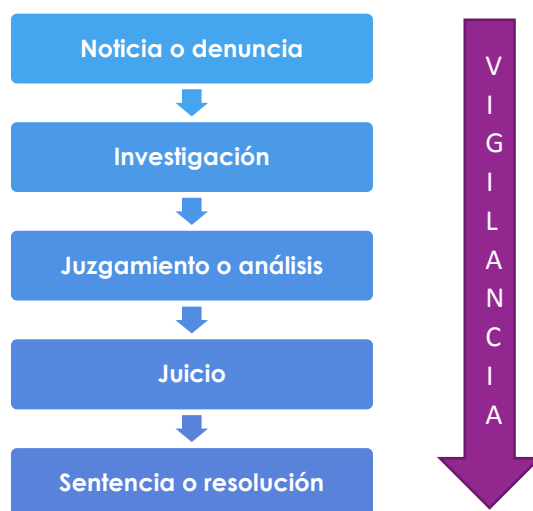 Noticia o denuncia
Investigación
Juzgamiento o análisis
Juicio
Sentencia o resolución
V
I
G
I
L
A
N
C
I
A